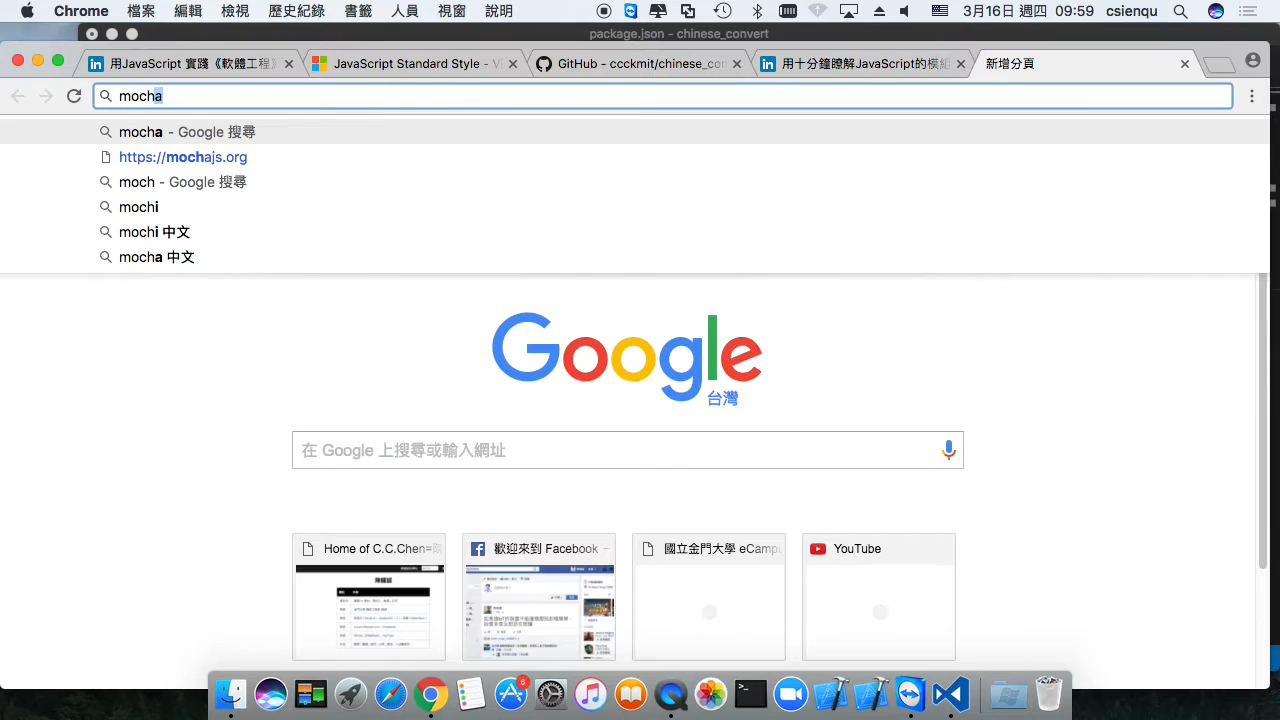 Chrome 檔案 編輯 檢視 歷史紀錄 書籤 人員 視窗 說明 3月16日 週四 09:59 csienqu
package.json - chinese_convert
用JavaScript 實踐《軟體工程》 JavaScript Standard Style - V GitHub - ccckmit/chinese_con 用十分鐘瞭解JavaScript的模組 新增分頁
mocha
mocha - Google 搜尋
https://mochajs.org
moch - Google 搜尋
mochi
mochi 中文
mocha 中文
Google
台灣
在 Google 上搜尋或輸入網址
Home of C.C.Chen= 歡迎來到 Facebook - 國立金門大學 eCampu YouTube
6